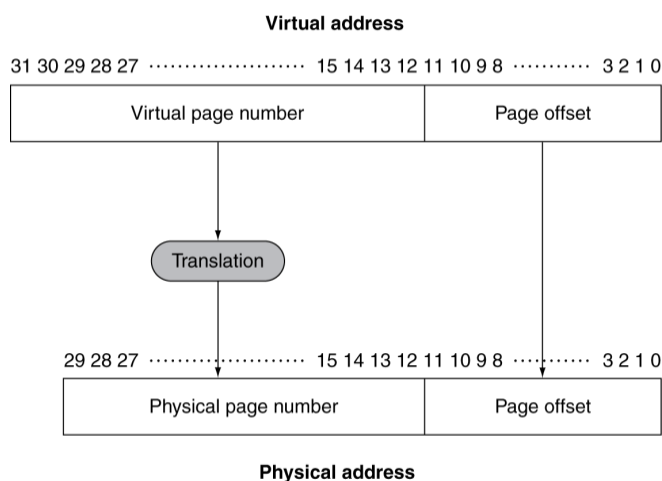 Virtual address
31 30 29 28 27 ······················ 15 14 13 12 11 10 9 8 ··········· 3 2 1 0
Virtual page number Page offset
Translation
29 28 27 ······················ 15 14 13 12 11 10 9 8 ··········· 3 2 1 0
Physical page number Page offset
Physical address